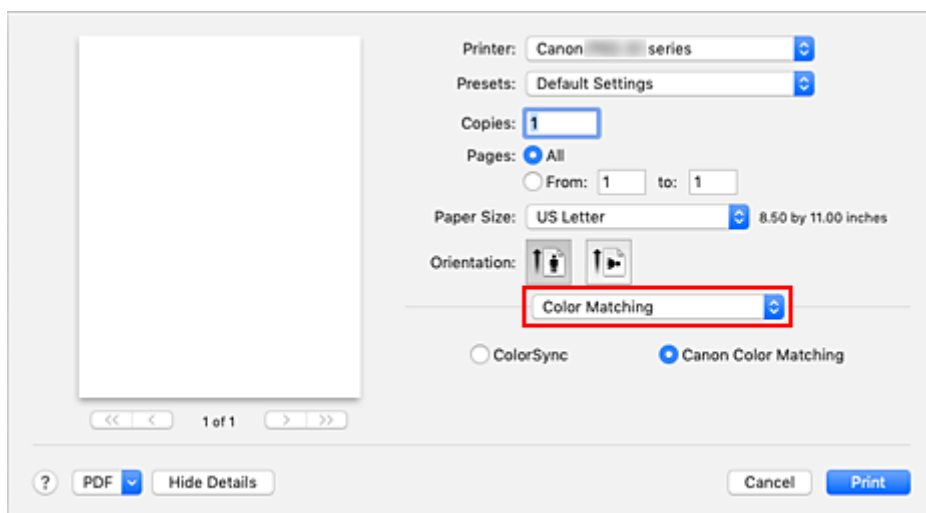 Printer: Canon series
Presets: Default Settings
Copies: 1
Pages: All
From: 1 to: 1
Paper Size: US Letter 8.50 by 11.00 inches
Orientation:
Color Matching
ColorSync Canon Color Matching
<< < 1 of 1 > >>
? PDF Hide Details Cancel Print